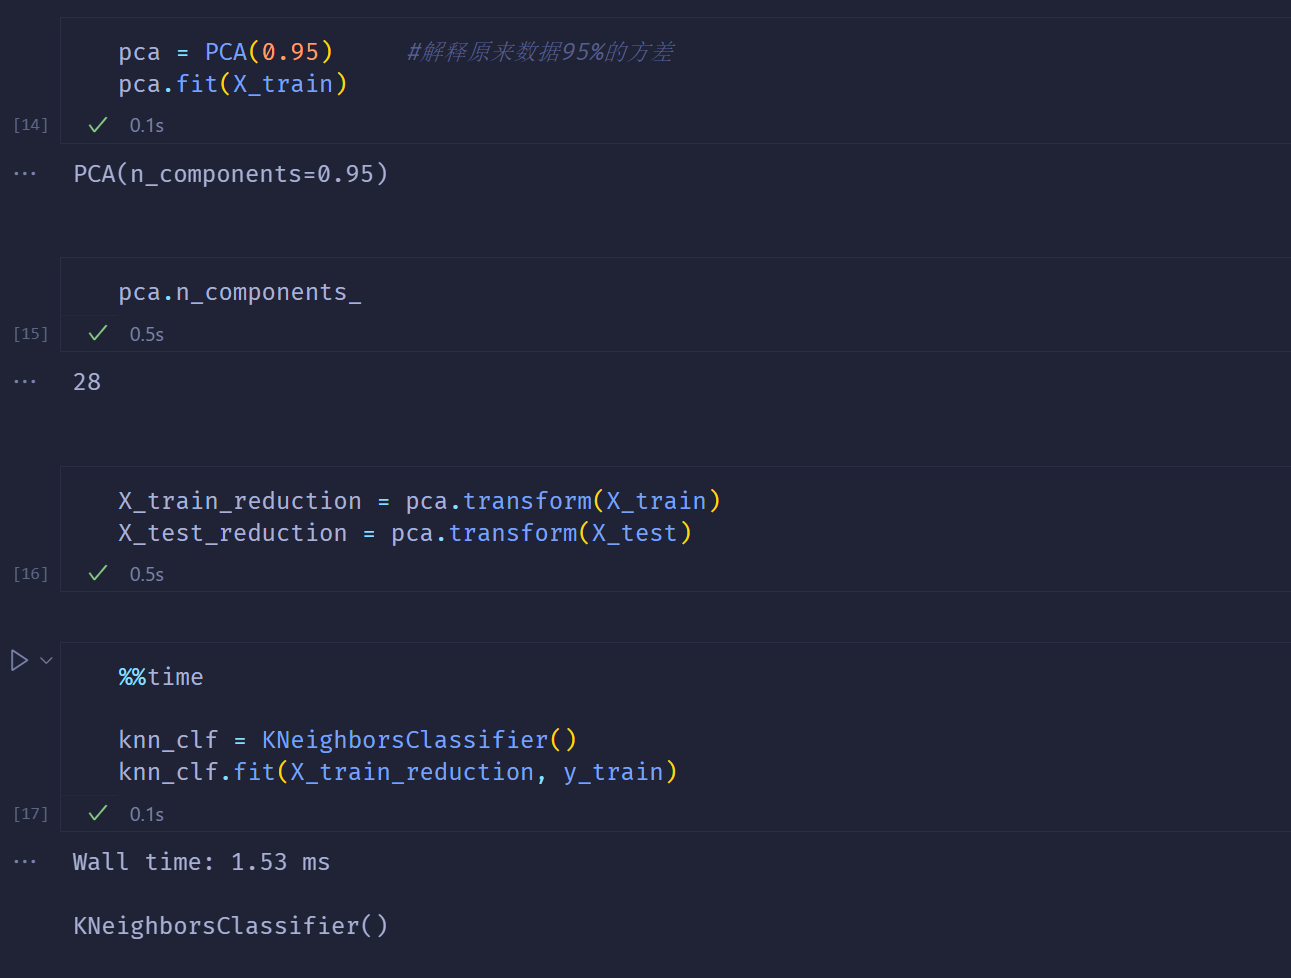 pca = PCA(0.95) #解释原来数据95%的方差
pca.fit(X_train)
[14] 0.1s
PCA(n_components=0.95)
pca.n_components_
[15] 0.5s
28
X_train_reduction = pca.transform(X_train)
X_test_reduction = pca.transform(X_test)
[16] 0.5s
%%time
knn_clf = KNeighborsClassifier()
knn_clf.fit(X_train_reduction, y_train)
[17] 0.1s
Wall time: 1.53 ms
KNeighborsClassifier()